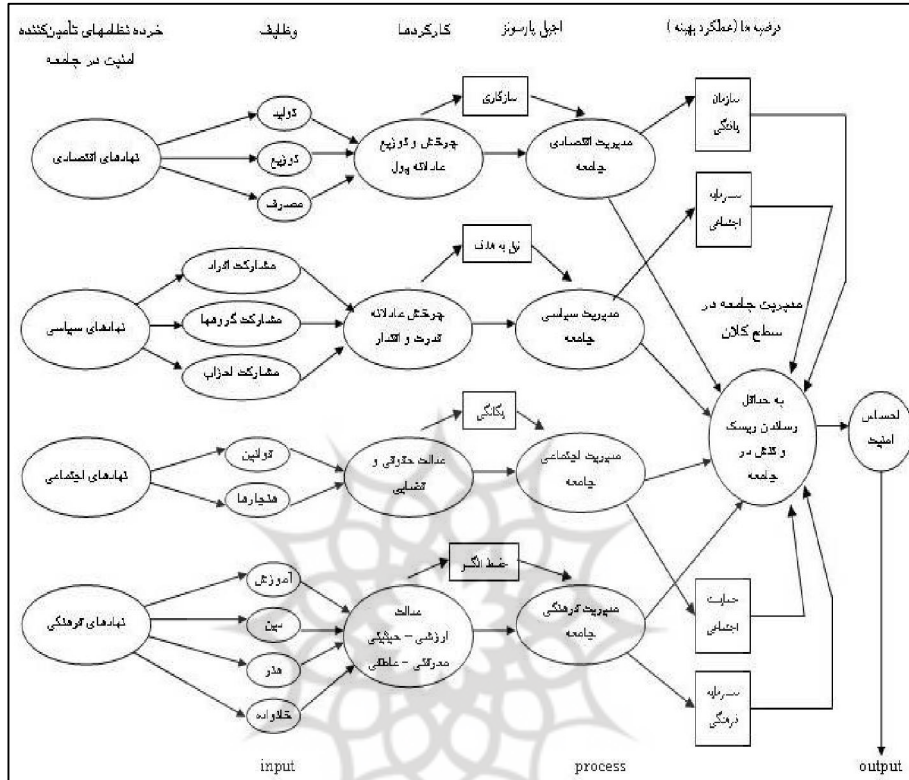 خرده نظامهای تأمین‌کننده
امنیت در جامعه
وظایف
کارکردها
اجیل پارسونز
فرضیه ها (عملکرد بهینه)
نهادهای اقتصادی
تولید
توزیع
مصرف
چرخش و توزیع
عادلانه پول
سازگاری
مدیریت اقتصادی
جامعه
سازمان
یافتگی
سرمایه
اجتماعی
نهادهای سیاسی
مشارکت افراد
مشارکت گروهها
مشارکت احزاب
چرخش عادلانه
قدرت و اقتدار
نیل به هدف
مدیریت سیاسی
جامعه
مدیریت جامعه در
سطح کلان
به حداقل
رساندن ریسک
و تنش در
جامعه
احساس
امنیت
نهادهای اجتماعی
قوانین
هنجارها
عدالت حقوقی و
قضایی
یگانگی
مدیریت اجتماعی
جامعه
حمایت
اجتماعی
نهادهای فرهنگی
آموزش
دین
هنر
خانواده
عدالت
ارزشی – حیثیتی
معرفتی – عاطفی
حفظ الگو
مدیریت فرهنگی
جامعه
سرمایه
فرهنگی
input
process
output